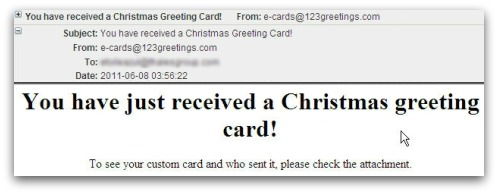 You have received a Christmas Greeting Card! From: e-cards@123greetings.com
Subject: You have received a Christmas Greeting Card!
From: e-cards@123greetings.com
To:
Date: 2011-06-08 03:56:22
You have just received a Christmas greeting
card!
To see your custom card and who sent it, please check the attachment.